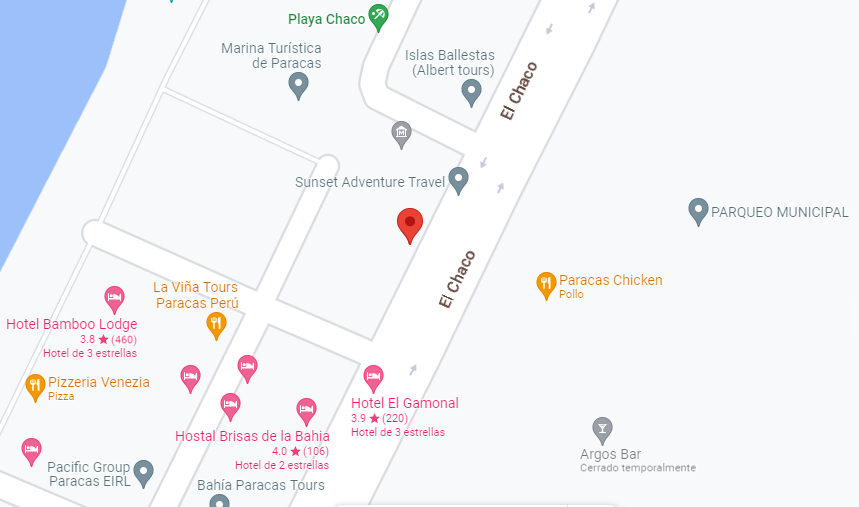 Playa Chaco
Marina Turística
de Paracas
Islas Ballestas
(Albert tours)
El Chaco
Sunset Adventure Travel
PARQUEO MUNICIPAL
El Chaco
La Viña Tours
Paracas Perú
Paracas Chicken
Pollo
Hotel Bamboo Lodge
3.8 ★ (460)
Hotel de 3 estrellas
Pizzeria Venezia
Pizza
Hotel El Gamonal
3.9 ★ (220)
Hotel de 3 estrellas
Hostal Brisas de la Bahia
4.0 ★ (106)
Hotel de 2 estrellas
Argos Bar
Cerrado temporalmente
Pacific Group
Paracas EIRL
Bahía Paracas Tours